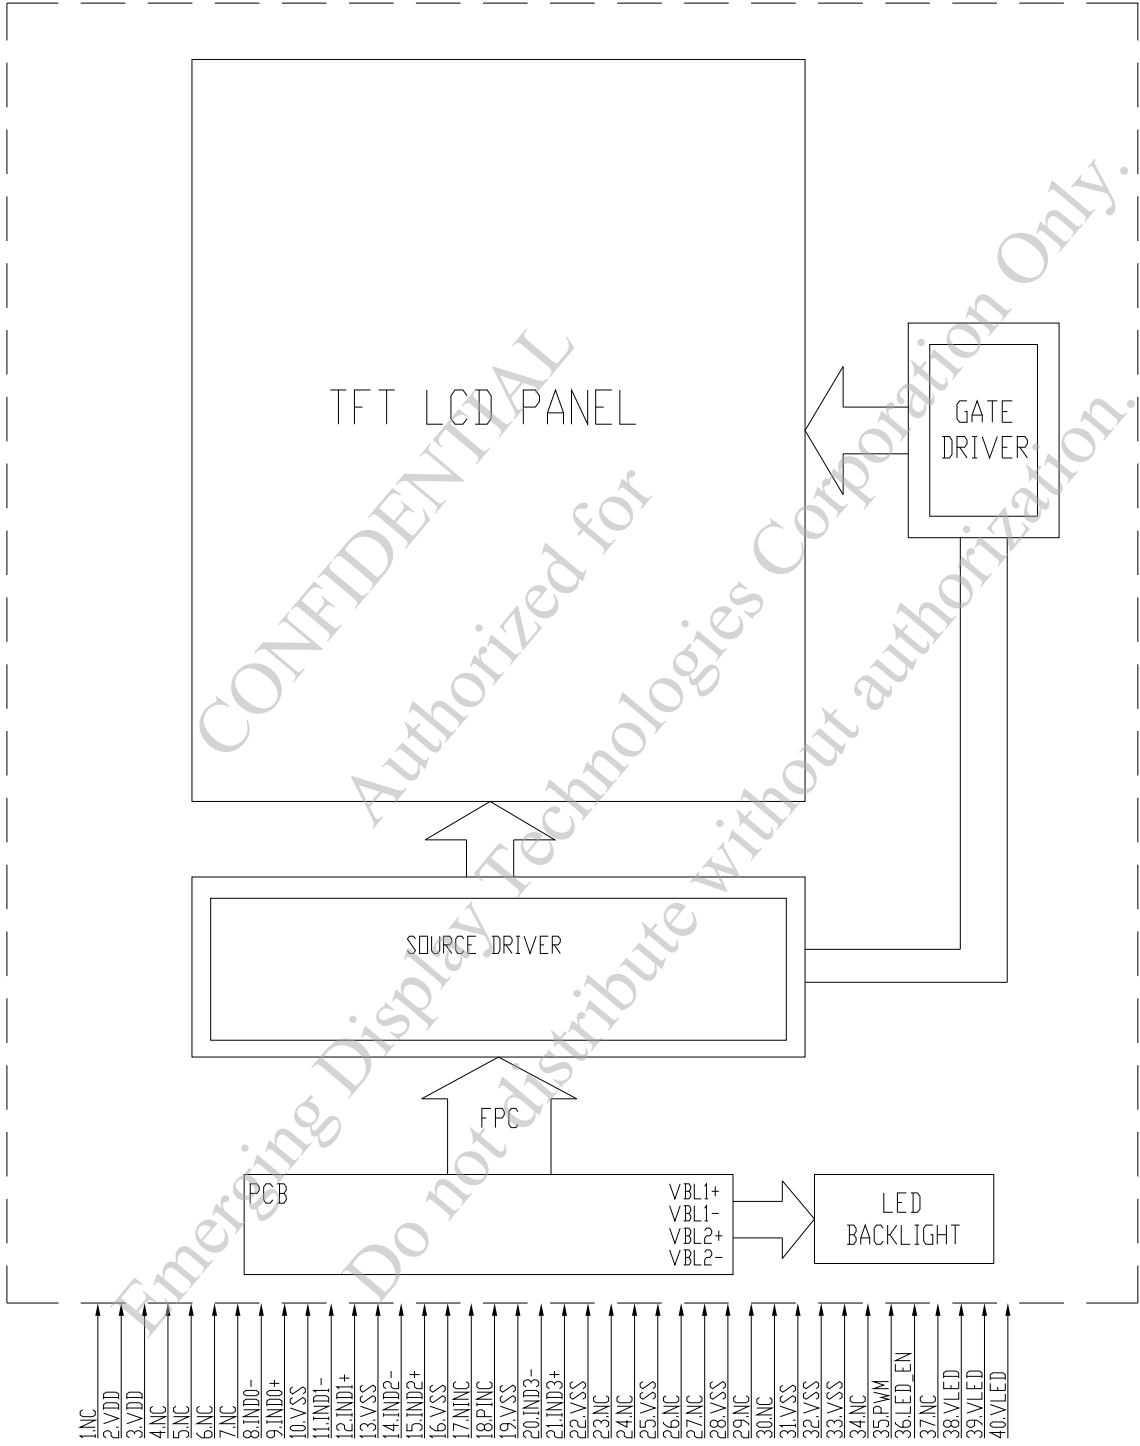 TFT LCD PANEL
GATE
DRIVER
SOURCE DRIVER
FPC
PCB
VBL1+
VBL1-
VBL2+
VBL2-
LED
BACKLIGHT
1.NC
2.VDD
3.VDD
4.NC
5.NC
6.NC
7.NC
8.IND0-
9.IND0+
10.VSS
11.IND1-
12.IND1+
13.VSS
14.IND2-
15.IND2+
16.VSS
17.NINC
18.PINC
19.VSS
20.IND3-
21.IND3+
22.VSS
23.NC
24.NC
25.VSS
26.NC
27.NC
28.VSS
29.NC
30.NC
31.VSS
32.VSS
33.VSS
34.NC
35.PWM
36.LED_EN
37.NC
38.VLED
39.VLED
40.VLED
CONFIDENTIAL
Authorized for
Emerging Display Technologies Corporation Only.
Do not distribute without authorization.